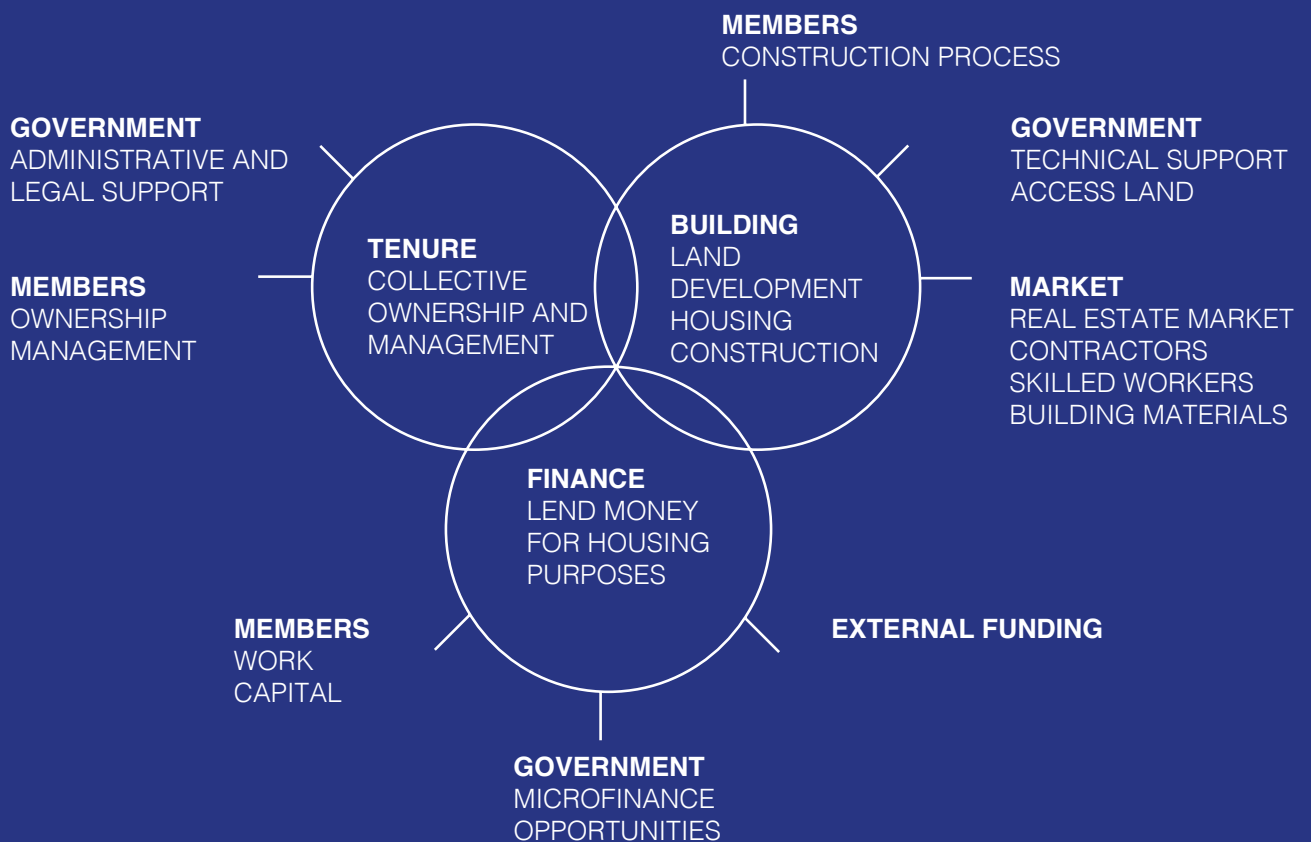 MEMBERS
CONSTRUCTION PROCESS
GOVERNMENT
ADMINISTRATIVE AND
LEGAL SUPPORT
GOVERNMENT
TECHNICAL SUPPORT
ACCESS LAND
TENURE
COLLECTIVE
OWNERSHIP AND
MANAGEMENT
BUILDING
LAND
DEVELOPMENT
HOUSING
CONSTRUCTION
MEMBERS
OWNERSHIP
MANAGEMENT
MARKET
REAL ESTATE MARKET
CONTRACTORS
SKILLED WORKERS
BUILDING MATERIALS
FINANCE
LEND MONEY
FOR HOUSING
PURPOSES
MEMBERS
WORK
CAPITAL
EXTERNAL FUNDING
GOVERNMENT
MICROFINANCE
OPPORTUNITIES